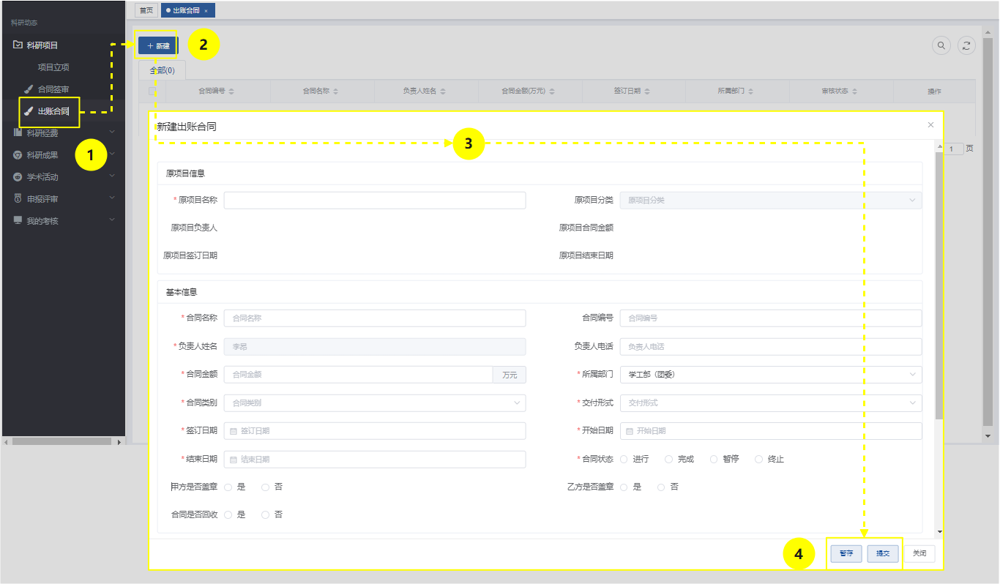 首页 ● 出账合同 ×
科研动态
科研项目
项目立项
合同签审
出账合同
科研经费
科研成果
学术活动
申报评审
我的考核
1
+ 新建
2
全部(0)
合同编号 合同名称 负责人姓名 合同金额(万元) 签订日期 所属部门 审核状态 操作
1 页
新建出账合同 ×
3
原项目信息
* 原项目名称 原项目分类 原项目分类
原项目负责人 原项目合同金额
原项目签订日期 原项目结束日期
基本信息
* 合同名称 合同名称 合同编号 合同编号
* 负责人姓名 李昂 负责人电话 负责人电话
* 合同金额 合同金额 万元 * 所属部门 学工部（团委）
* 合同类别 合同类别 * 交付形式 交付形式
* 签订日期 签订日期 * 开始日期 开始日期
* 结束日期 结束日期 * 合同状态 进行 完成 暂停 终止
甲方是否盖章 是 否 乙方是否盖章 是 否
合同是否回收 是 否
4 暂存 提交 关闭